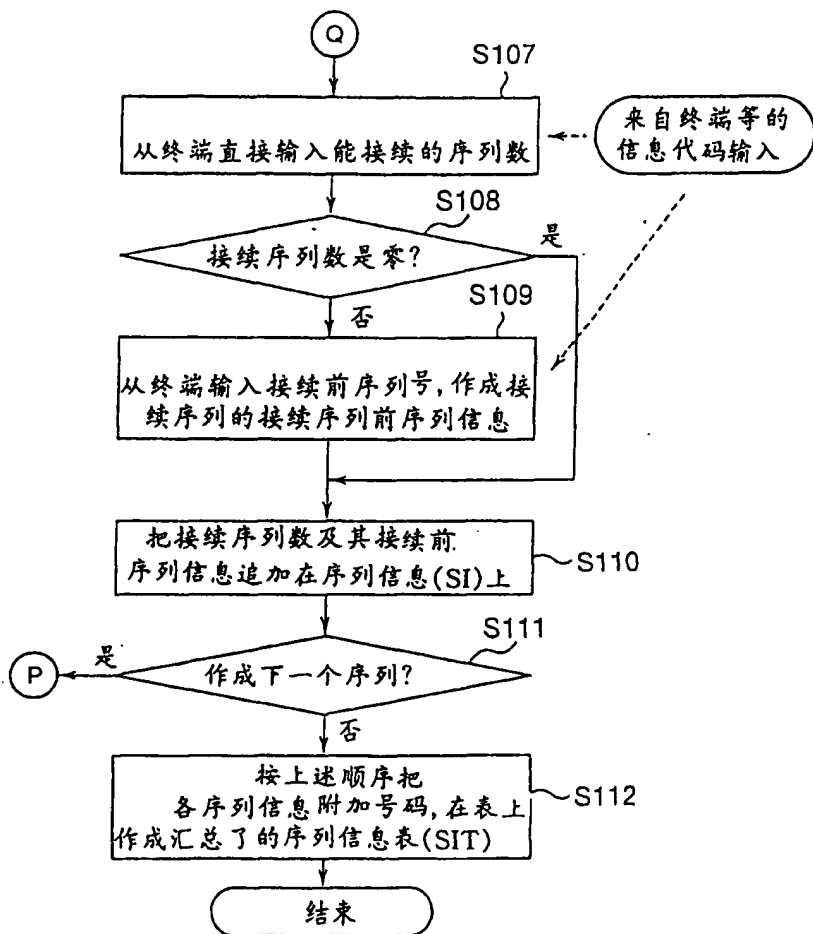 Q
S107
从终端直接输入能接续的序列数
来自终端等的
信息代码输入
S108
接续序列数是零?
是
否
S109
从终端输入接续前序列号,作成接
续序列的接续序列前序列信息
把接续序列数及其接续前
序列信息追加在序列信息(SI)上
S110
S111
作成下一个序列?
是
P
否
按上述顺序把
各序列信息附加号码,在表上
作成汇总了的序列信息表(SIT)
S112
结束